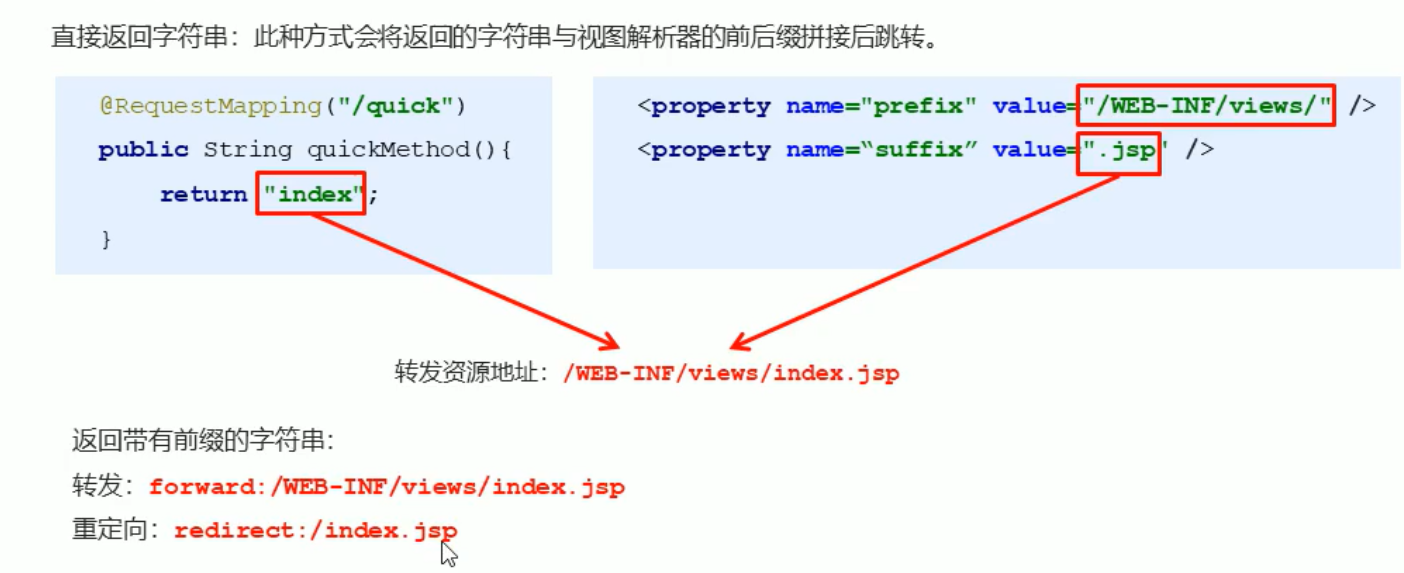 直接返回字符串：此种方式会将返回的字符串与视图解析器的前后缀拼接后跳转。
@RequestMapping("/quick")
public String quickMethod(){
return "index";
}
<property name="prefix" value="/WEB-INF/views/" />
<property name=“suffix” value=".jsp" />
转发资源地址：/WEB-INF/views/index.jsp
返回带有前缀的字符串：
转发：forward:/WEB-INF/views/index.jsp
重定向：redirect:/index.jsp